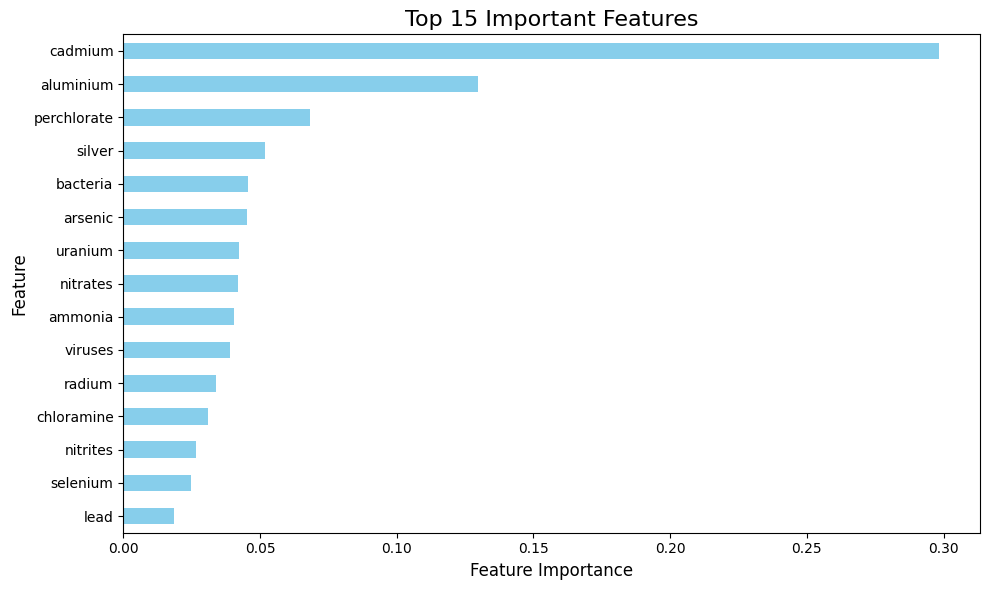 Top 15 Important Features
Feature
cadmium
aluminium
perchlorate
silver
bacteria
arsenic
uranium
nitrates
ammonia
viruses
radium
chloramine
nitrites
selenium
lead
0.00 0.05 0.10 0.15 0.20 0.25 0.30
Feature Importance